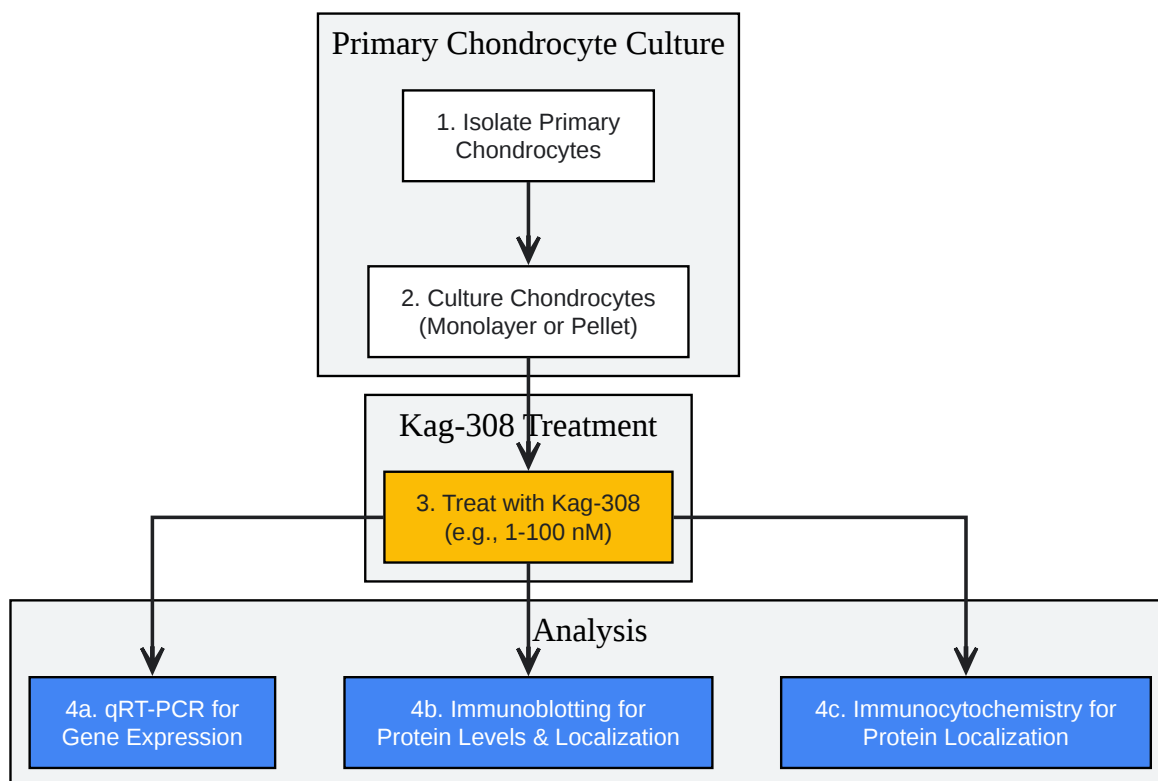 Primary Chondrocyte Culture
1. Isolate Primary
Chondrocytes
2. Culture Chondrocytes
(Monolayer or Pellet)
Kag-308 Treatment
3. Treat with Kag-308
(e.g., 1-100 nM)
Analysis
4a. qRT-PCR for
Gene Expression
4b. Immunoblotting for
Protein Levels & Localization
4c. Immunocytochemistry for
Protein Localization